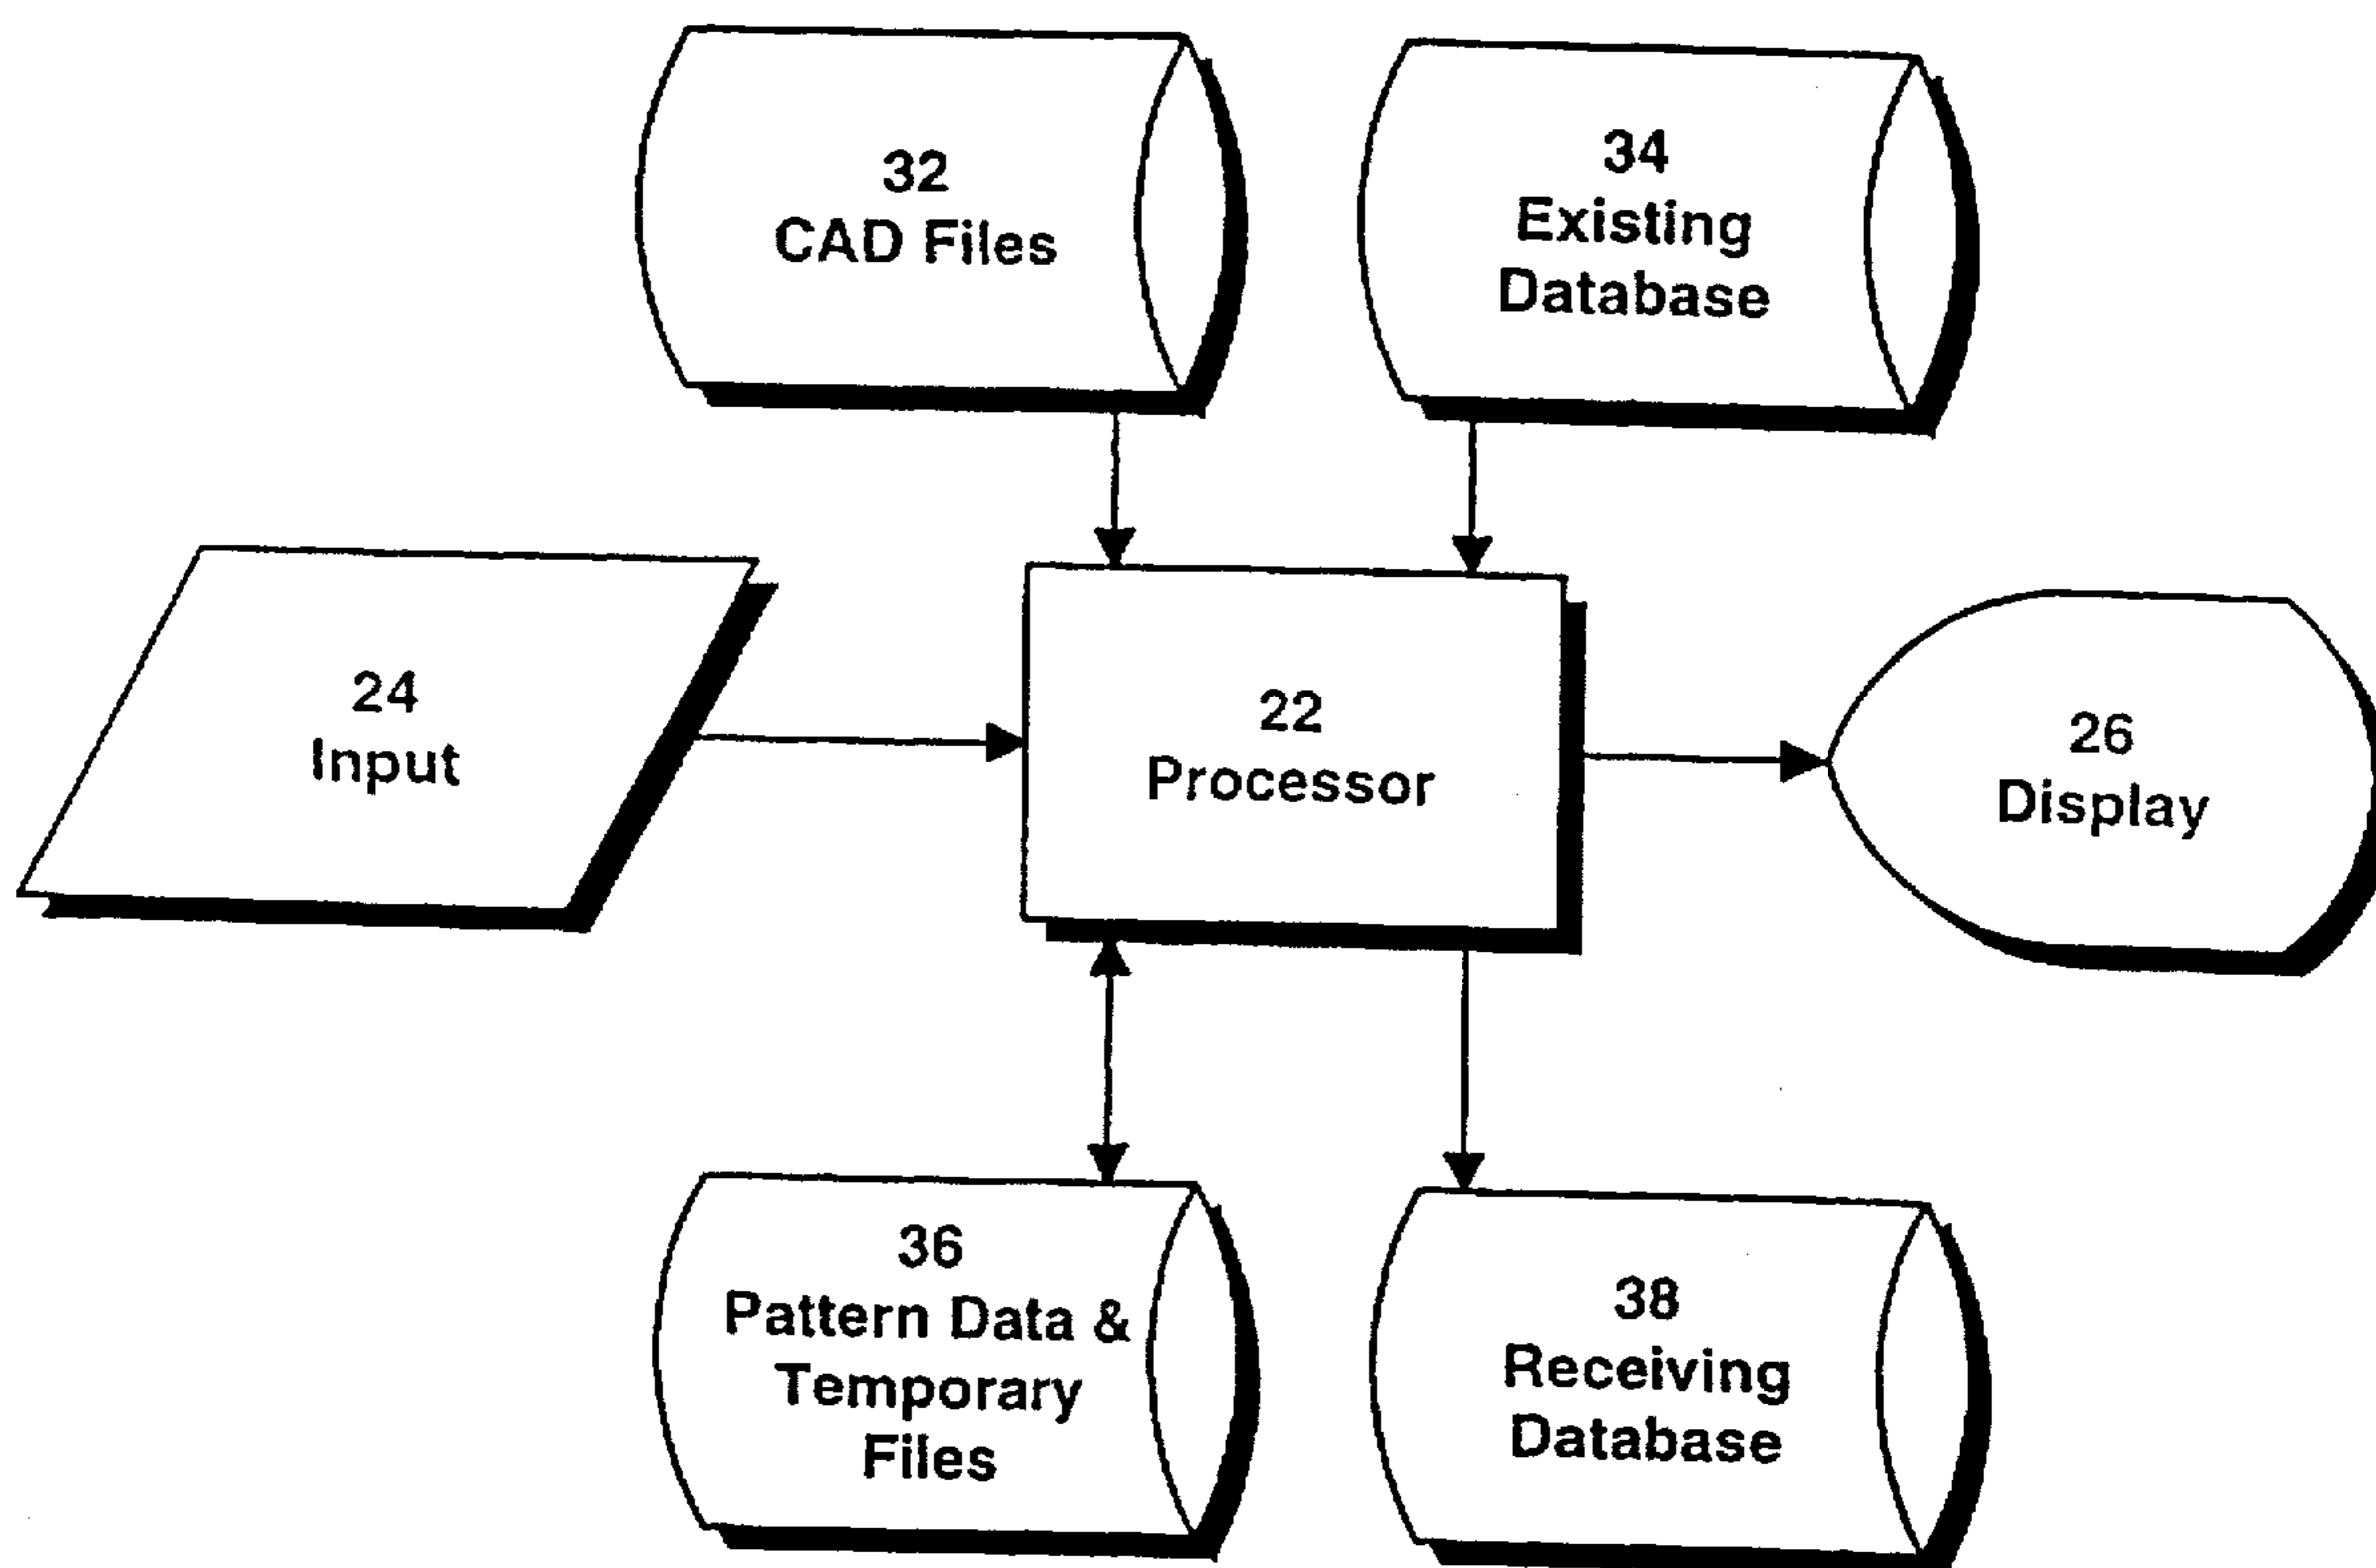 32
CAD Files
34
Existing
Database
24
Input
22
Processor
26
Display
36
Pattern Data &
Temporary
Files
38
Receiving
Database